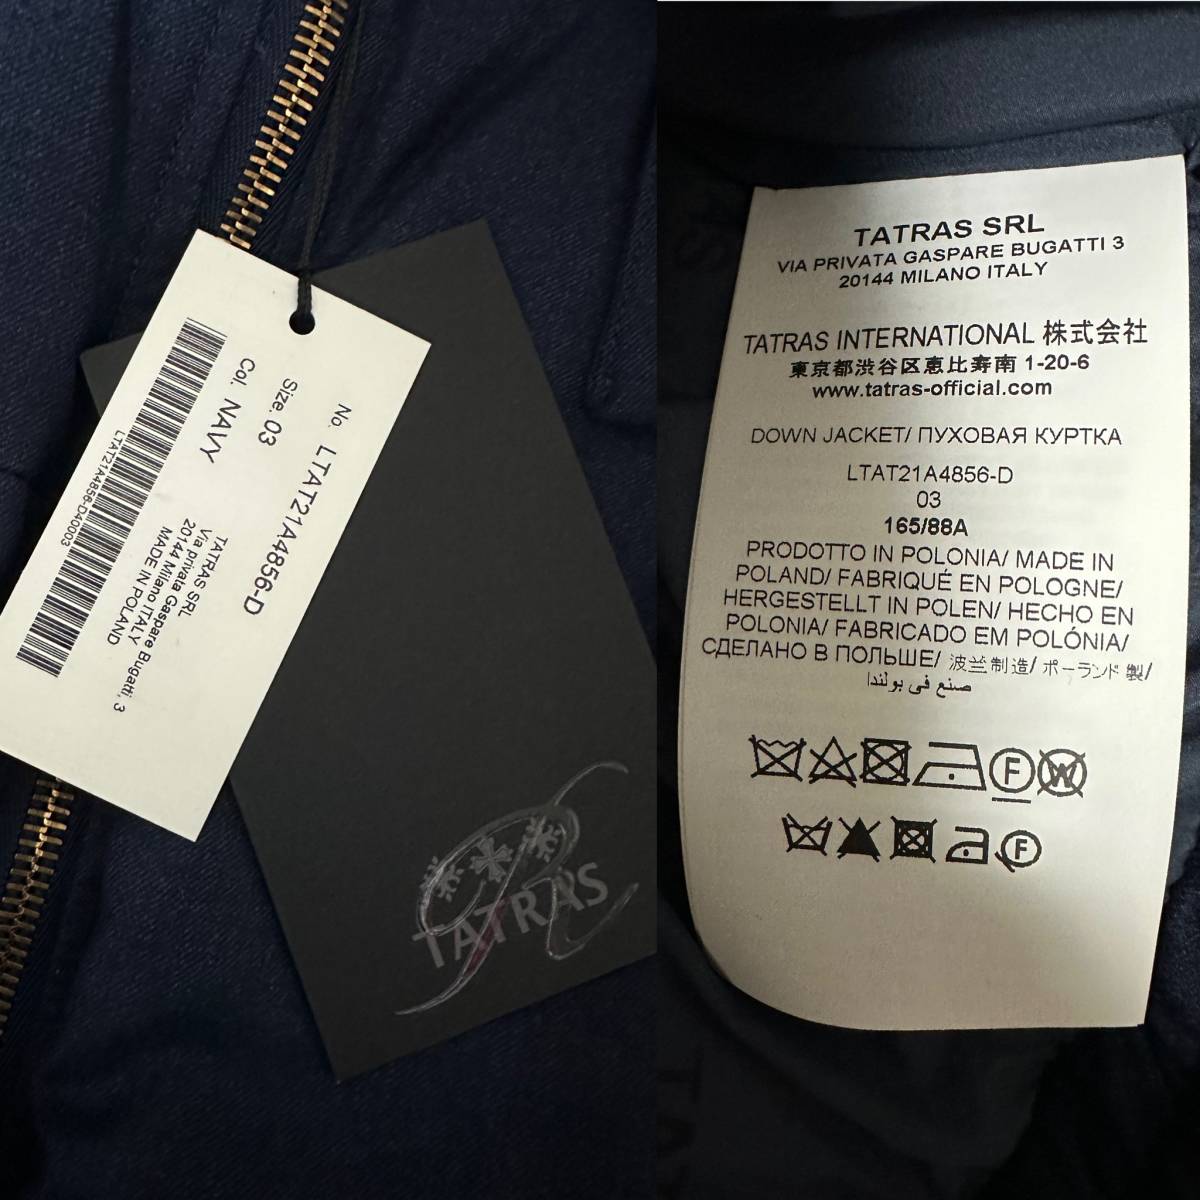 No. LTAT21A4856-D
Size. 03
Col. NAVY
LTAT21A4856-D40003
TATRAS SRL
Via privata Gaspare Bugatti, 3
20144 Milano ITALY
MADE IN POLAND
TATRAS
TATRAS SRL
VIA PRIVATA GASPARE BUGATTI 3
20144 MILANO ITALY
TATRAS INTERNATIONAL 株式会社
東京都渋谷区恵比寿南 1-20-6
www.tatras-official.com
DOWN JACKET/ ПУХОВАЯ КУРТКА
LTAT21A4856-D
03
165/88A
PRODOTTO IN POLONIA/ MADE IN
POLAND/ FABRIQUÉ EN POLOGNE/
HERGESTELLT IN POLEN/ HECHO EN
POLONIA/ FABRICADO EM POLÓNIA/
СДЕЛАНО В ПОЛЬШЕ/ 波兰制造/ ポーランド製/
صنع في بولندا
F W
F